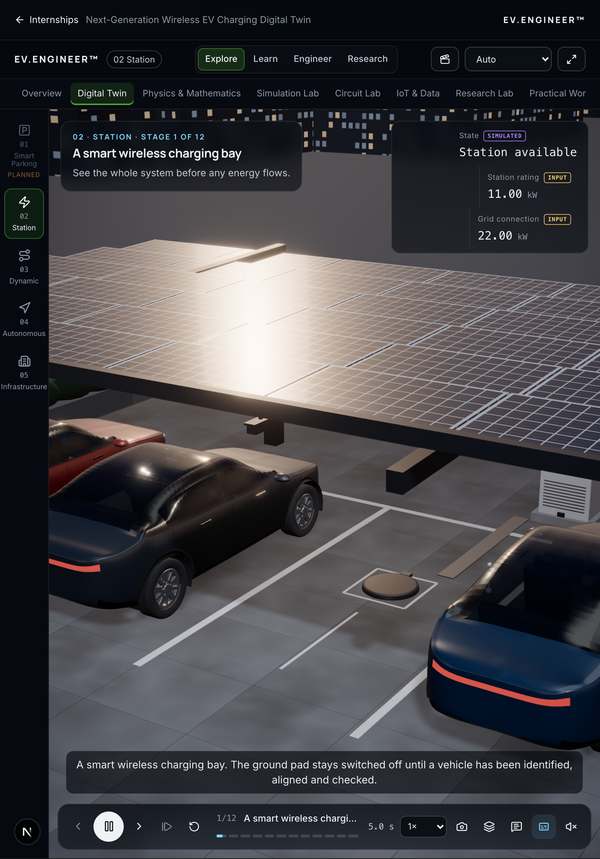 ← Internships Next-Generation Wireless EV Charging Digital Twin EV.ENGINEER™
EV.ENGINEER™ 02 Station Explore Learn Engineer Research Auto
Overview Digital Twin Physics & Mathematics Simulation Lab Circuit Lab IoT & Data Research Lab Practical Wor
01
Smart
Parking
PLANNED
02
Station
03
Dynamic
04
Autonomous
05
Infrastructure
02 · STATION · STAGE 1 OF 12
A smart wireless charging bay
See the whole system before any energy flows.
State SIMULATED
Station available
Station rating INPUT
11.00 kW
Grid connection INPUT
22.00 kW
A smart wireless charging bay. The ground pad stays switched off until a vehicle has been identified,
aligned and checked.
1/12 A smart wireless chargi... 5.0 s 1×
N